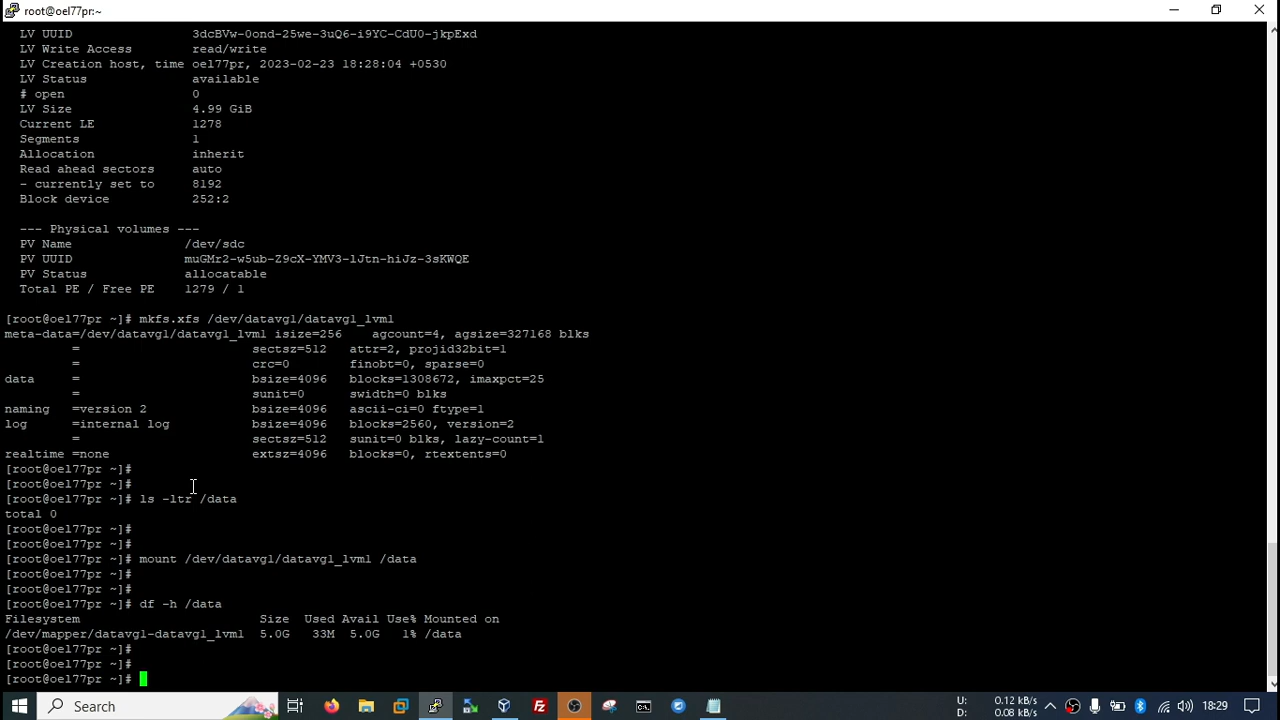 root@oel77pr:~
LV UUID 3dcBVw-0ond-25we-3uQ6-i9YC-CdU0-jkpExd
LV Write Access read/write
LV Creation host, time oel77pr, 2023-02-23 18:28:04 +0530
LV Status available
# open 0
LV Size 4.99 GiB
Current LE 1278
Segments 1
Allocation inherit
Read ahead sectors auto
- currently set to 8192
Block device 252:2
--- Physical volumes ---
PV Name /dev/sdc
PV UUID muGMr2-w5ub-Z9cX-YMV3-lJtn-hiJz-3sKWQE
PV Status allocatable
Total PE / Free PE 1279 / 1
[root@oel77pr ~]# mkfs.xfs /dev/datavg1/datavg1_lvm1
meta-data=/dev/datavg1/datavg1_lvm1 isize=256 agcount=4, agsize=327168 blks
= sectsz=512 attr=2, projid32bit=1
= crc=0 finobt=0, sparse=0
data = bsize=4096 blocks=1308672, imaxpct=25
= sunit=0 swidth=0 blks
naming =version 2 bsize=4096 ascii-ci=0 ftype=1
log =internal log bsize=4096 blocks=2560, version=2
= sectsz=512 sunit=0 blks, lazy-count=1
realtime =none extsz=4096 blocks=0, rtextents=0
[root@oel77pr ~]#
[root@oel77pr ~]#
[root@oel77pr ~]# ls -ltr /data
total 0
[root@oel77pr ~]#
[root@oel77pr ~]#
[root@oel77pr ~]# mount /dev/datavg1/datavg1_lvm1 /data
[root@oel77pr ~]#
[root@oel77pr ~]#
[root@oel77pr ~]# df -h /data
Filesystem Size Used Avail Use% Mounted on
/dev/mapper/datavg1-datavg1_lvm1 5.0G 33M 5.0G 1% /data
[root@oel77pr ~]#
[root@oel77pr ~]#
[root@oel77pr ~]#
Search
U: 0.12 kB/s
D: 0.08 kB/s
18:29